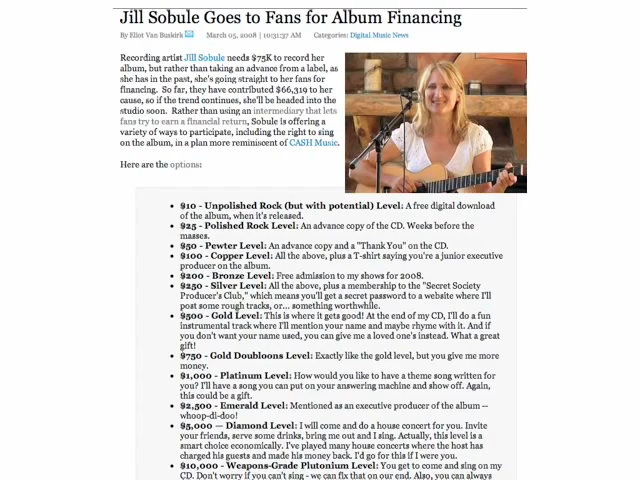 Jill Sobule Goes to Fans for Album Financing
By Eliot Van Buskirk March 05, 2008 | 10:31:37 AM Categories: Digital Music News
Recording artist Jill Sobule needs $75K to record her
album, but rather than taking an advance from a label, as
she has in the past, she's going straight to her fans for
financing. So far, they have contributed $66,319 to her
cause, so if the trend continues, she'll be headed into the
studio soon. Rather than using an intermediary that lets
fans try to earn a financial return, Sobule is offering a
variety of ways to participate, including the right to sing
on the album, in a plan more reminiscent of CASH Music.
Here are the options:
• $10 - Unpolished Rock (but with potential) Level: A free digital download
of the album, when it's released.
• $25 - Polished Rock Level: An advance copy of the CD. Weeks before the
masses.
• $50 - Pewter Level: An advance copy and a "Thank You" on the CD.
• $100 - Copper Level: All the above, plus a T-shirt saying you're a junior executive
producer on the album.
• $200 - Bronze Level: Free admission to my shows for 2008.
• $250 - Silver Level: All the above, plus a membership to the "Secret Society
Producer's Club," which means you'll get a secret password to a website where I'll
post some rough tracks, or... something worthwhile.
• $500 - Gold Level: This is where it gets good! At the end of my CD, I'll do a fun
instrumental track where I'll mention your name and maybe rhyme with it. And if
you don't want your name used, you can give me a loved one's instead. What a great
gift!
• $750 - Gold Doubloons Level: Exactly like the gold level, but you give me more
money.
• $1,000 - Platinum Level: How would you like to have a theme song written for
you? I'll have a song you can put on your answering machine and show off. Again,
this could be a gift.
• $2,500 - Emerald Level: Mentioned as an executive producer of the album --
whoop-di-doo!
• $5,000 — Diamond Level: I will come and do a house concert for you. Invite
your friends, serve some drinks, bring me out and I sing. Actually, this level is a
smart choice economically. I've played many house concerts where the host has
charged his guests and made his money back. I'd go for this if I were you.
• $10,000 - Weapons-Grade Plutonium Level: You get to come and sing on my
CD. Don't worry if you can't sing - we can fix that on our end. Also, you can always